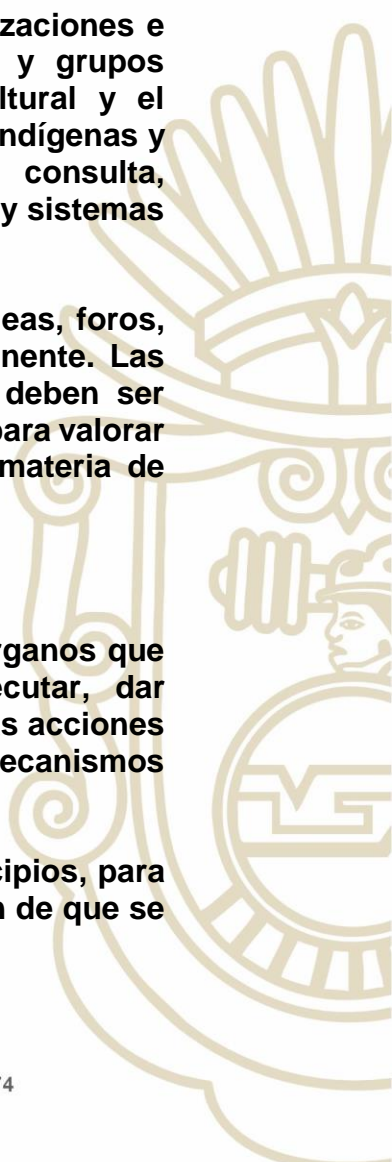 zaciones e
y grupos
ltural y el
ndígenas y
consulta,
y sistemas
eas, foros,
nente. Las
deben ser
para valorar
materia de
rganos que
ecutar, dar
s acciones
ecanismos
cipios, para
n de que se
74